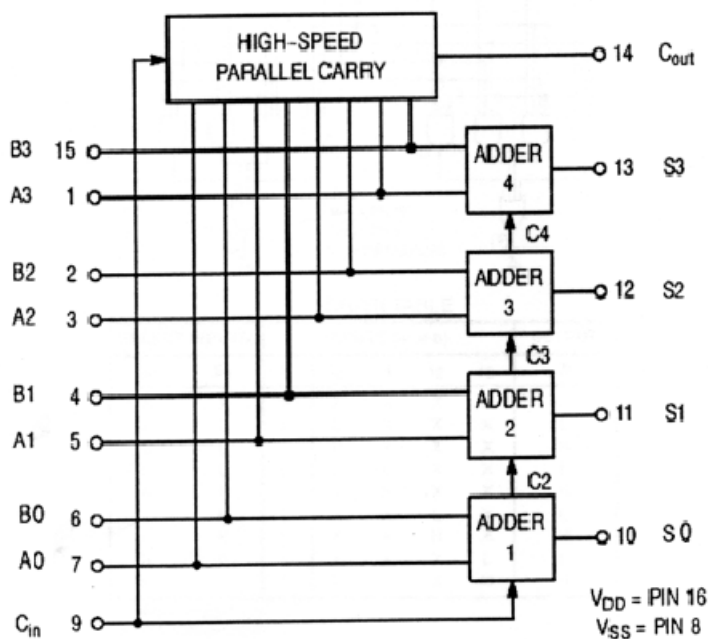 HIGH-SPEED
PARALLEL CARRY
14 Cout
B3 15
ADDER
4
13 S3
A3 1
C4
B2 2
ADDER
3
12 S2
A2 3
C3
B1 4
ADDER
2
11 S1
A1 5
C2
B0 6
ADDER
1
10 S0
A0 7
Cin 9
VDD = PIN 16
VSS = PIN 8